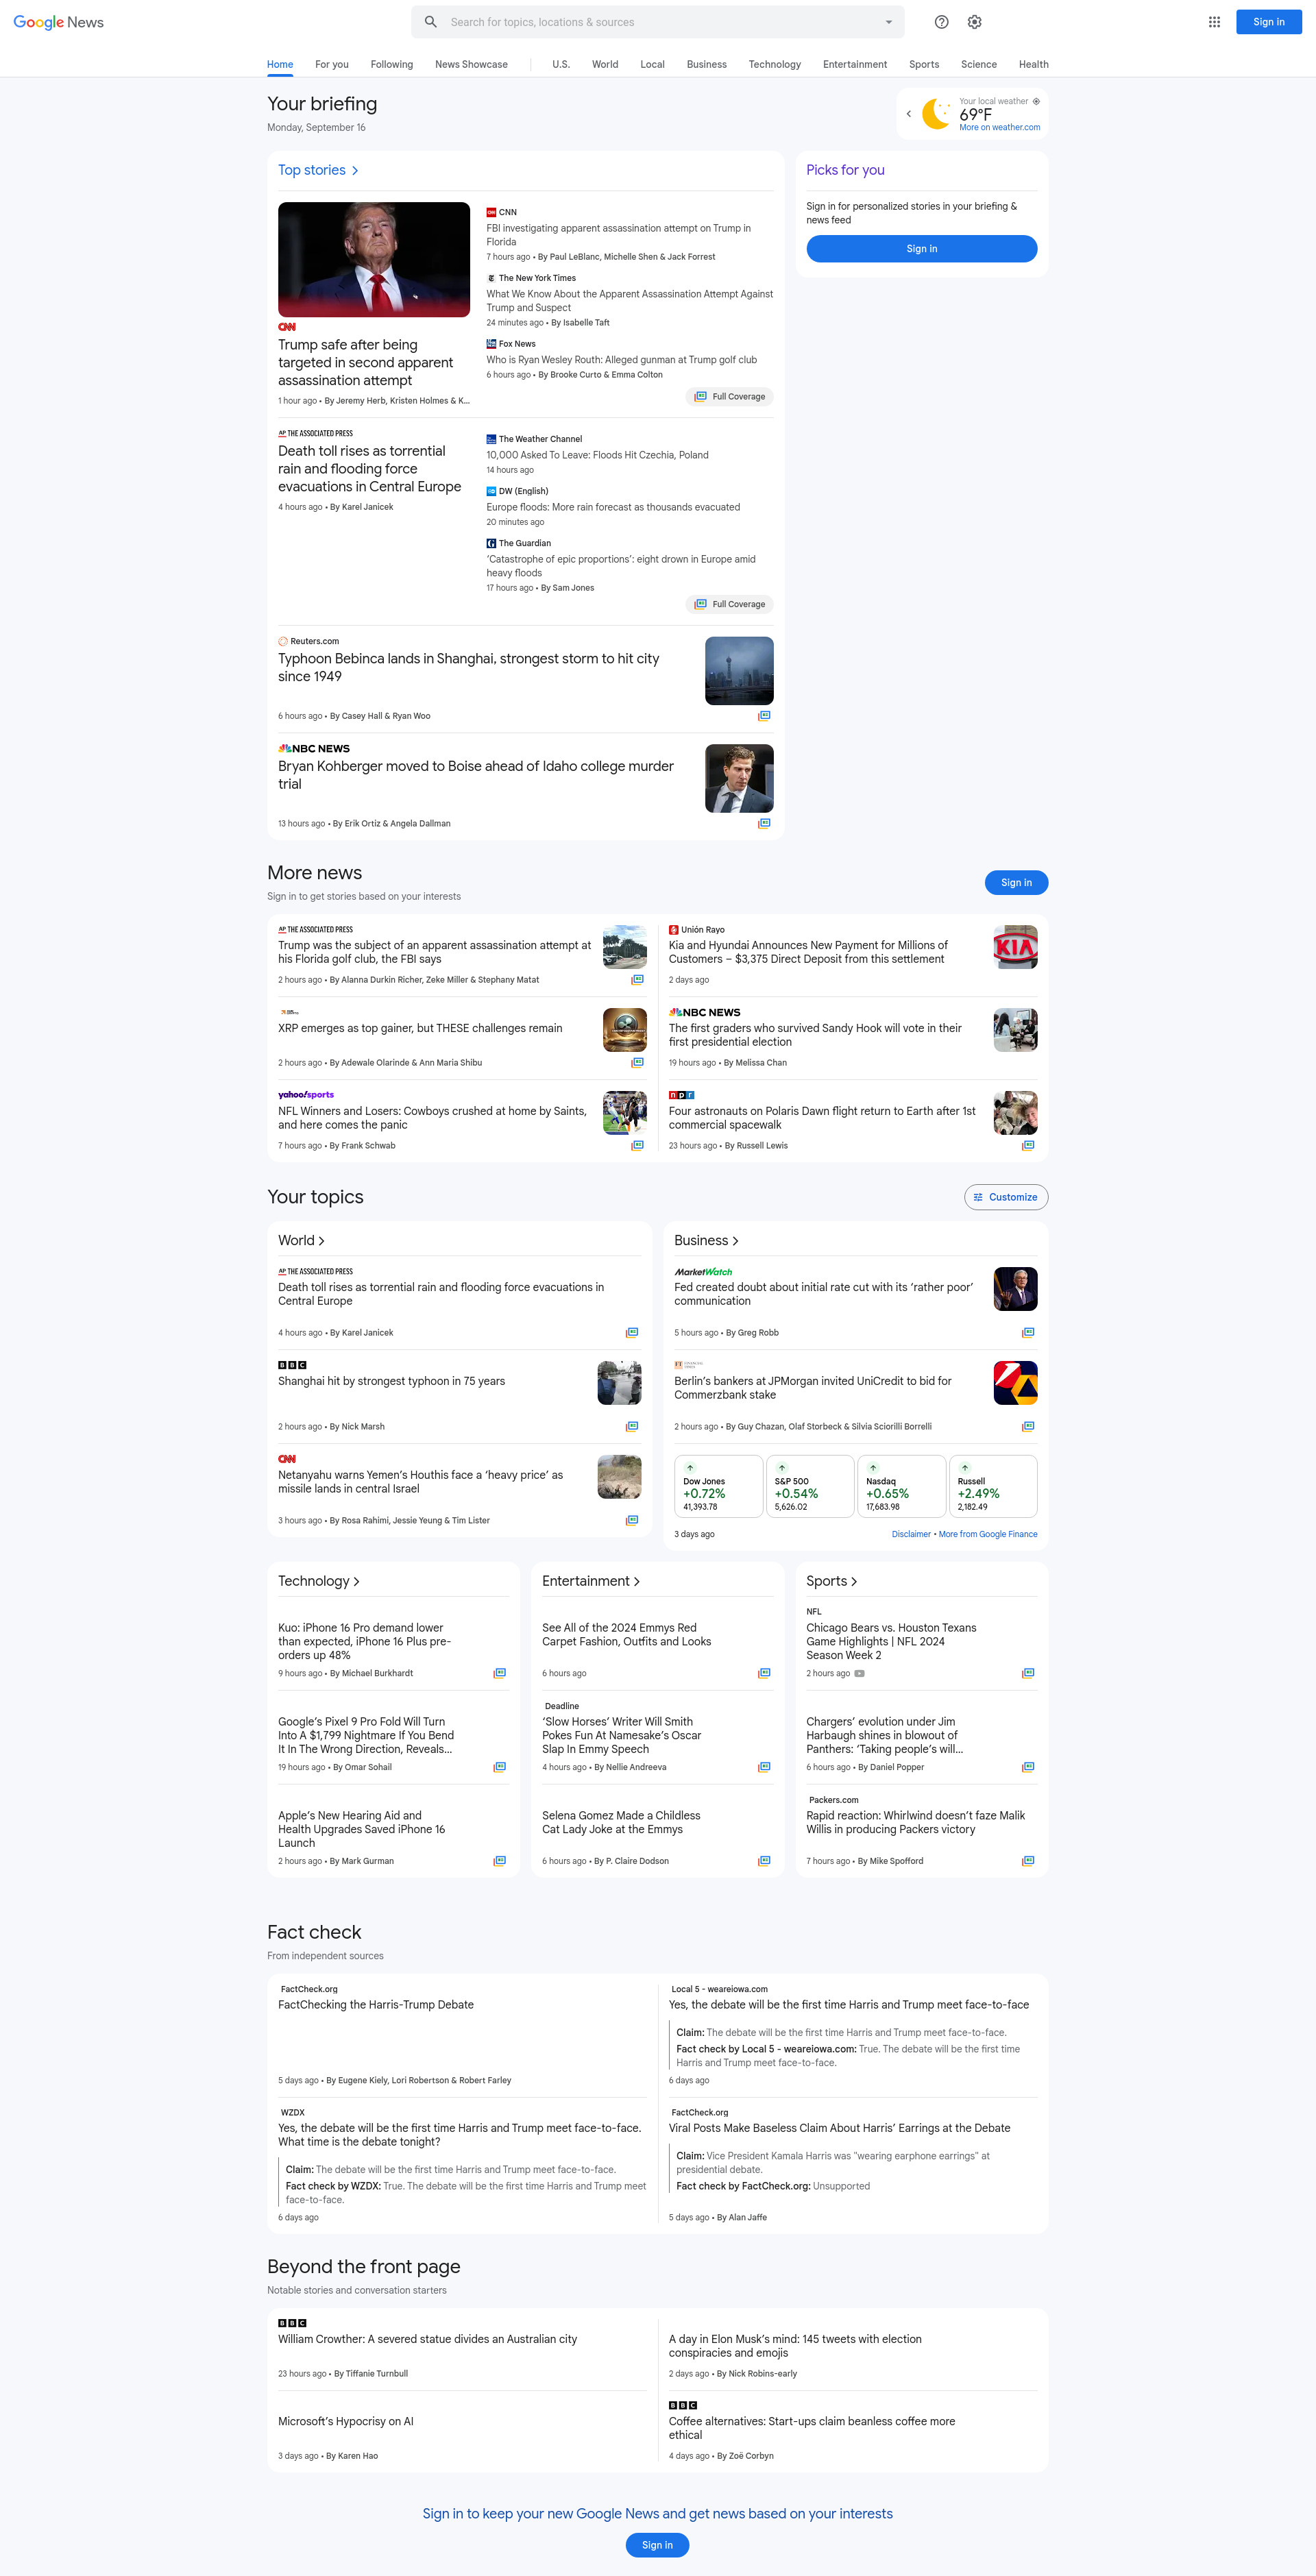 Google News
Search for topics, locations & sources
Sign in
Home
For you
Following
News Showcase
U.S.
World
Local
Business
Technology
Entertainment
Sports
Science
Health
Your briefing
Monday, September 16
Your local weather
69°F
More on weather.com
Top stories
CNN
Trump safe after being
targeted in second apparent
assassination attempt
1 hour ago • By Jeremy Herb, Kristen Holmes & K...
CNN
FBI investigating apparent assassination attempt on Trump in
Florida
7 hours ago • By Paul LeBlanc, Michelle Shen & Jack Forrest
The New York Times
What We Know About the Apparent Assassination Attempt Against
Trump and Suspect
24 minutes ago • By Isabelle Taft
Fox News
Who is Ryan Wesley Routh: Alleged gunman at Trump golf club
6 hours ago • By Brooke Curto & Emma Colton
Full Coverage
AP THE ASSOCIATED PRESS
Death toll rises as torrential
rain and flooding force
evacuations in Central Europe
4 hours ago • By Karel Janicek
The Weather Channel
10,000 Asked To Leave: Floods Hit Czechia, Poland
14 hours ago
DW (English)
Europe floods: More rain forecast as thousands evacuated
20 minutes ago
The Guardian
‘Catastrophe of epic proportions’: eight drown in Europe amid
heavy floods
17 hours ago • By Sam Jones
Full Coverage
Reuters.com
Typhoon Bebinca lands in Shanghai, strongest storm to hit city
since 1949
6 hours ago • By Casey Hall & Ryan Woo
NBC NEWS
Bryan Kohberger moved to Boise ahead of Idaho college murder
trial
13 hours ago • By Erik Ortiz & Angela Dallman
Picks for you
Sign in for personalized stories in your briefing &
news feed
Sign in
More news
Sign in to get stories based on your interests
Sign in
AP THE ASSOCIATED PRESS
Trump was the subject of an apparent assassination attempt at
his Florida golf club, the FBI says
2 hours ago • By Alanna Durkin Richer, Zeke Miller & Stephany Matat
XRP emerges as top gainer, but THESE challenges remain
2 hours ago • By Adewale Olarinde & Ann Maria Shibu
yahoo!sports
NFL Winners and Losers: Cowboys crushed at home by Saints,
and here comes the panic
7 hours ago • By Frank Schwab
Unión Rayo
Kia and Hyundai Announces New Payment for Millions of
Customers – $3,375 Direct Deposit from this settlement
2 days ago
KIA
NBC NEWS
The first graders who survived Sandy Hook will vote in their
first presidential election
19 hours ago • By Melissa Chan
npr
Four astronauts on Polaris Dawn flight return to Earth after 1st
commercial spacewalk
23 hours ago • By Russell Lewis
Your topics
Customize
World
AP THE ASSOCIATED PRESS
Death toll rises as torrential rain and flooding force evacuations in
Central Europe
4 hours ago • By Karel Janicek
BBC
Shanghai hit by strongest typhoon in 75 years
2 hours ago • By Nick Marsh
CNN
Netanyahu warns Yemen’s Houthis face a ‘heavy price’ as
missile lands in central Israel
3 hours ago • By Rosa Rahimi, Jessie Yeung & Tim Lister
Business
MarketWatch
Fed created doubt about initial rate cut with its ‘rather poor’
communication
5 hours ago • By Greg Robb
FT FINANCIAL TIMES
Berlin’s bankers at JPMorgan invited UniCredit to bid for
Commerzbank stake
2 hours ago • By Guy Chazan, Olaf Storbeck & Silvia Sciorilli Borrelli
Dow Jones
+0.72%
41,393.78
S&P 500
+0.54%
5,626.02
Nasdaq
+0.65%
17,683.98
Russell
+2.49%
2,182.49
3 days ago
Disclaimer • More from Google Finance
Technology
Kuo: iPhone 16 Pro demand lower
than expected, iPhone 16 Plus pre-
orders up 48%
9 hours ago • By Michael Burkhardt
Google’s Pixel 9 Pro Fold Will Turn
Into A $1,799 Nightmare If You Bend
It In The Wrong Direction, Reveals...
19 hours ago • By Omar Sohail
Apple’s New Hearing Aid and
Health Upgrades Saved iPhone 16
Launch
2 hours ago • By Mark Gurman
Entertainment
See All of the 2024 Emmys Red
Carpet Fashion, Outfits and Looks
6 hours ago
Deadline
‘Slow Horses’ Writer Will Smith
Pokes Fun At Namesake’s Oscar
Slap In Emmy Speech
4 hours ago • By Nellie Andreeva
Selena Gomez Made a Childless
Cat Lady Joke at the Emmys
6 hours ago • By P. Claire Dodson
Sports
NFL
Chicago Bears vs. Houston Texans
Game Highlights | NFL 2024
Season Week 2
2 hours ago
Chargers’ evolution under Jim
Harbaugh shines in blowout of
Panthers: ‘Taking people’s will...
6 hours ago • By Daniel Popper
Packers.com
Rapid reaction: Whirlwind doesn’t faze Malik
Willis in producing Packers victory
7 hours ago • By Mike Spofford
Fact check
From independent sources
FactCheck.org
FactChecking the Harris-Trump Debate
5 days ago • By Eugene Kiely, Lori Robertson & Robert Farley
WZDX
Yes, the debate will be the first time Harris and Trump meet face-to-face.
What time is the debate tonight?
Claim: The debate will be the first time Harris and Trump meet face-to-face.
Fact check by WZDX: True. The debate will be the first time Harris and Trump meet
face-to-face.
6 days ago
Local 5 - weareiowa.com
Yes, the debate will be the first time Harris and Trump meet face-to-face
Claim: The debate will be the first time Harris and Trump meet face-to-face.
Fact check by Local 5 - weareiowa.com: True. The debate will be the first time
Harris and Trump meet face-to-face.
6 days ago
FactCheck.org
Viral Posts Make Baseless Claim About Harris’ Earrings at the Debate
Claim: Vice President Kamala Harris was "wearing earphone earrings" at
presidential debate.
Fact check by FactCheck.org: Unsupported
5 days ago • By Alan Jaffe
Beyond the front page
Notable stories and conversation starters
BBC
William Crowther: A severed statue divides an Australian city
23 hours ago • By Tiffanie Turnbull
Microsoft’s Hypocrisy on AI
3 days ago • By Karen Hao
A day in Elon Musk’s mind: 145 tweets with election
conspiracies and emojis
2 days ago • By Nick Robins-early
BBC
Coffee alternatives: Start-ups claim beanless coffee more
ethical
4 days ago • By Zoë Corbyn
Sign in to keep your new Google News and get news based on your interests
Sign in